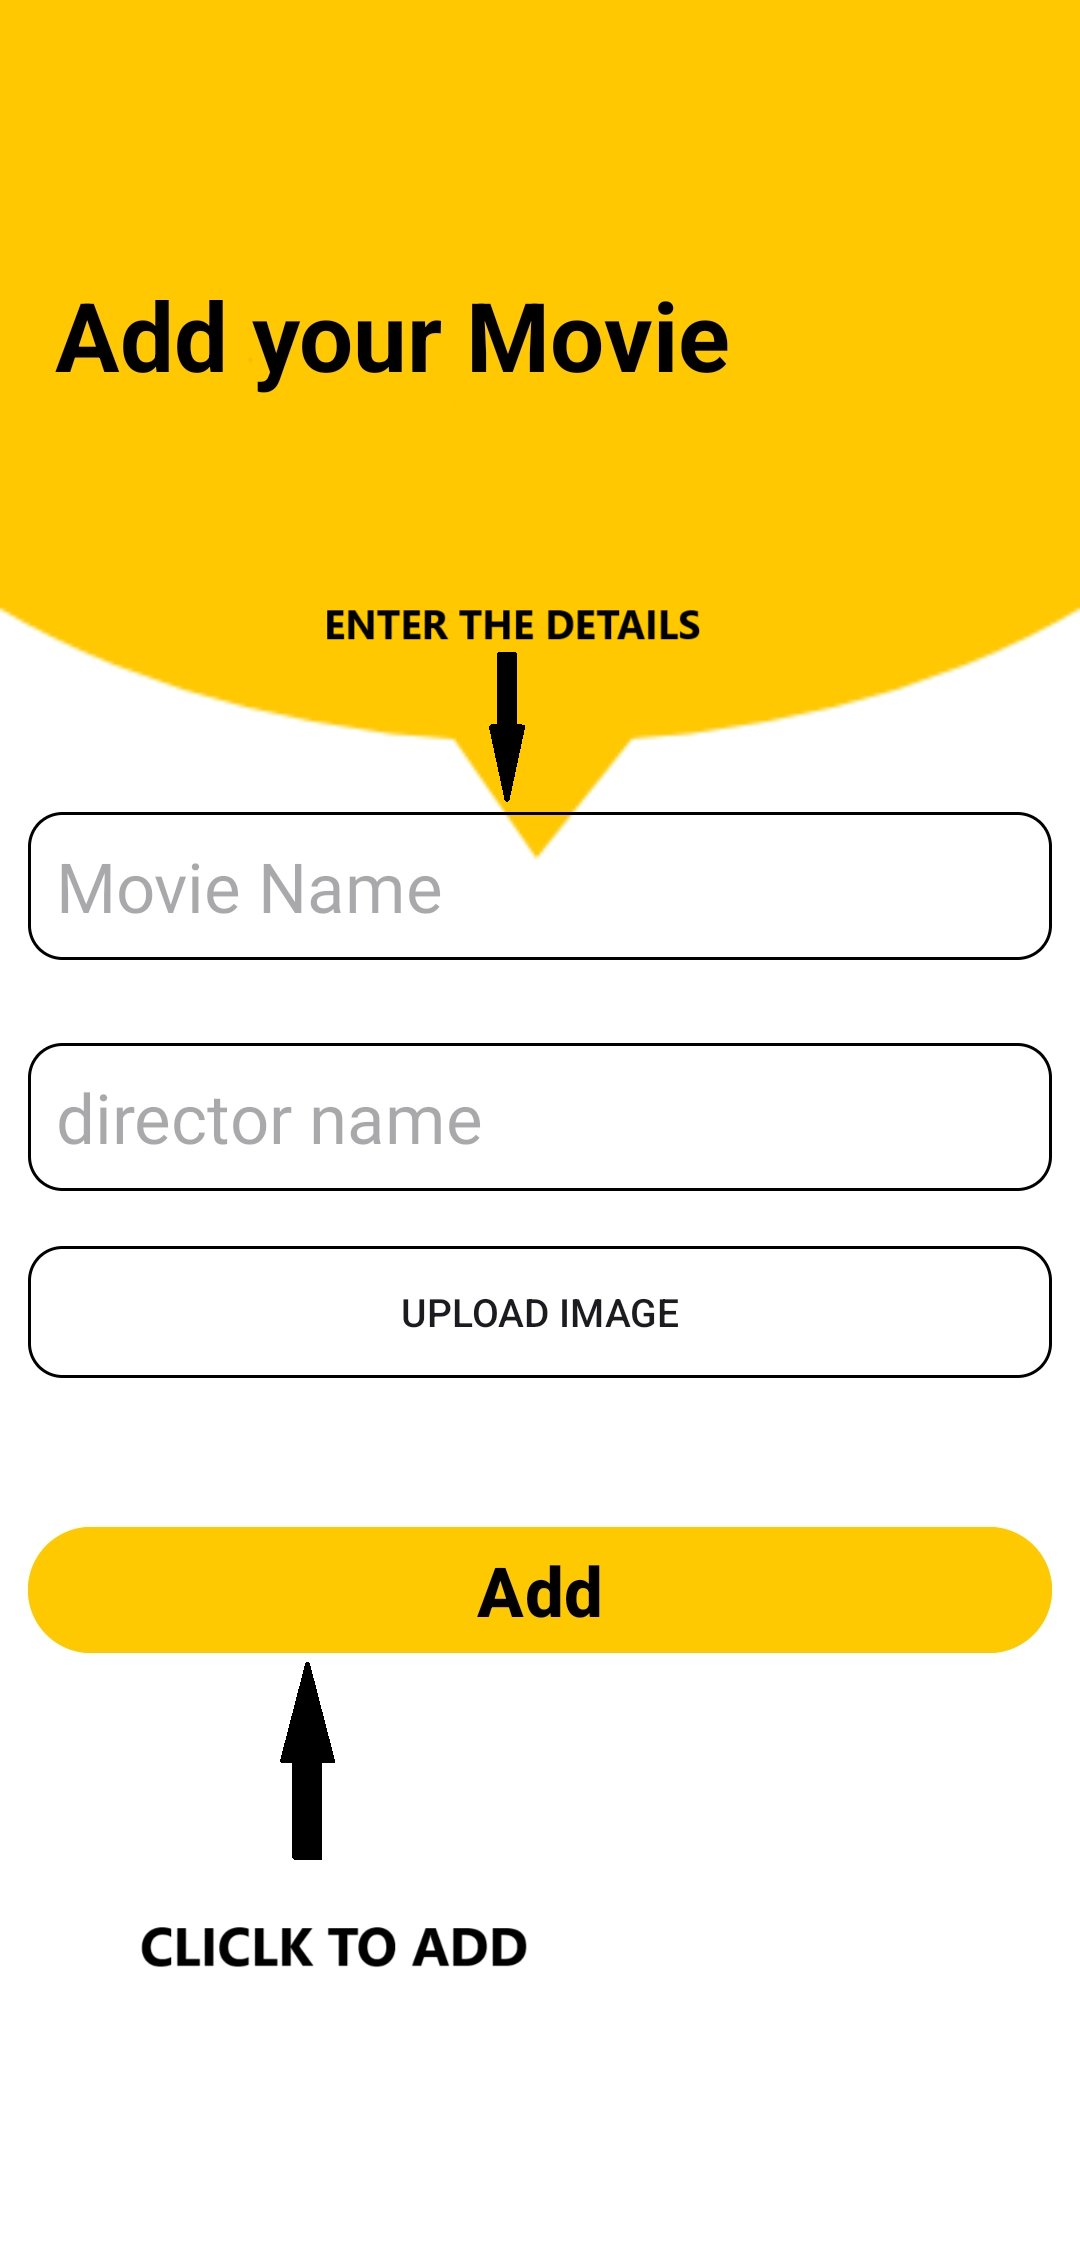 Add your Movie
ENTER THE DETAILS
Movie Name
director name
UPLOAD IMAGE
Add
CLICLK TO ADD